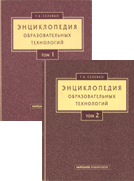 Г.К. СЕЛЕВКО
ЭНЦИКЛОПЕДИЯ
ОБРАЗОВАТЕЛЬНЫХ
ТЕХНОЛОГИЙ
ТОМ 1
Г.К. СЕЛЕВКО
ЭНЦИКЛОПЕДИЯ
ОБРАЗОВАТЕЛЬНЫХ
ТЕХНОЛОГИЙ
ТОМ 2